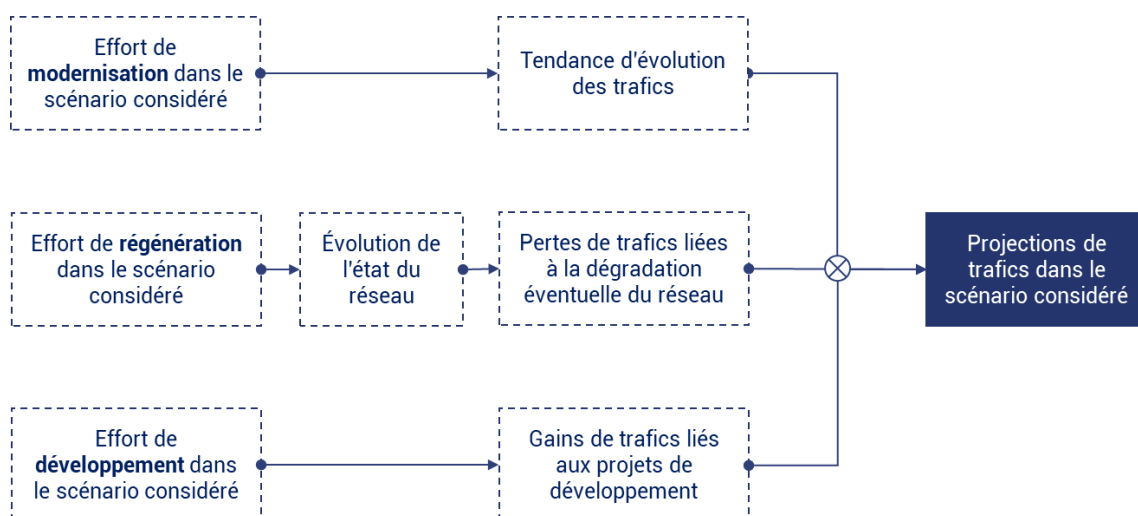 Effort de
modernisation dans le
scénario considéré
Tendance d'évolution
des trafics
Effort de régénération
dans le scénario
considéré
Évolution de
l'état du
réseau
Pertes de trafics liées
à la dégradation
éventuelle du réseau
Projections de
trafics dans le
scénario considéré
Effort de
développement dans
le scénario considéré
Gains de trafics liés
aux projets de
développement